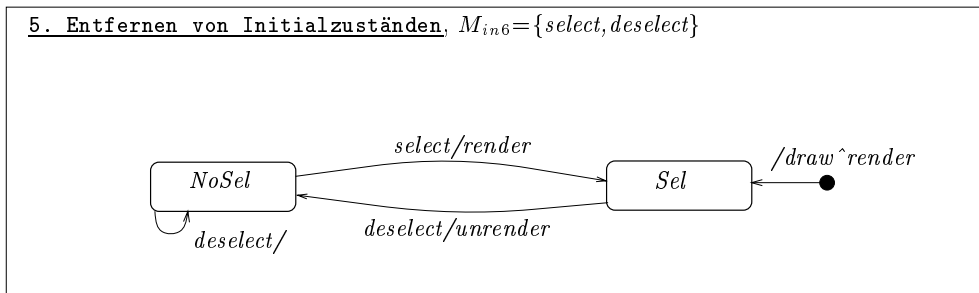 5. Entfernen von Initialzuständen, M_in6={select,deselect}
select/render
/draw^render
NoSel
Sel
deselect/unrender
deselect/